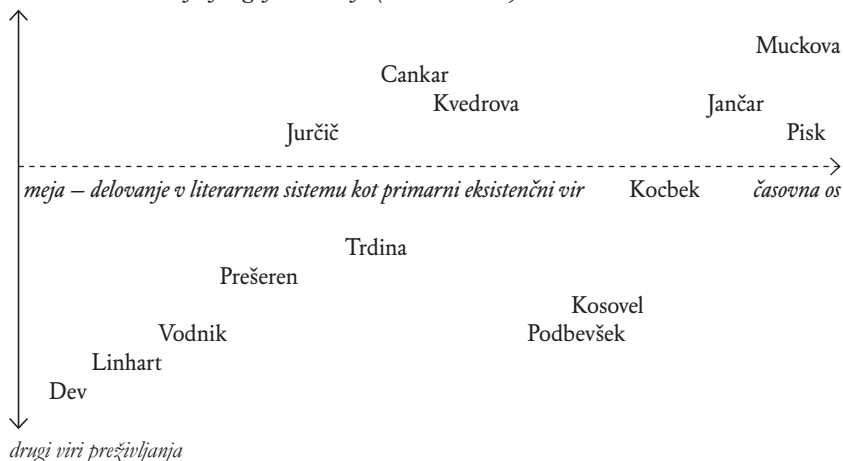 Muckova
Cankar
Kvedrova Jančar
Jurčič Pisk
meja – delovanje v literarnem sistemu kot primarni eksistenčni vir Kocbek časovna os
Trdina
Prešeren
Kosovel
Vodnik Podbevšek
Linhart
Dev
drugi viri preživljanja